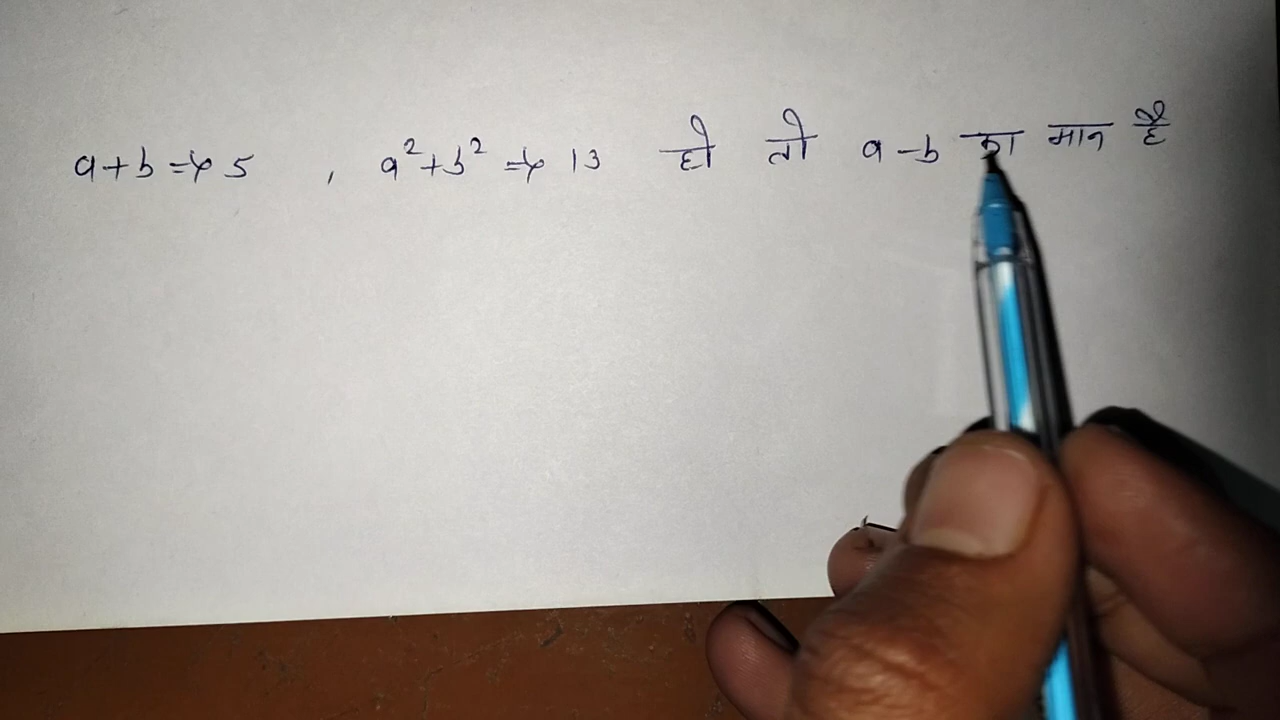 a+b => 5 , a²+b² => 13 हो तो a-b का मान है